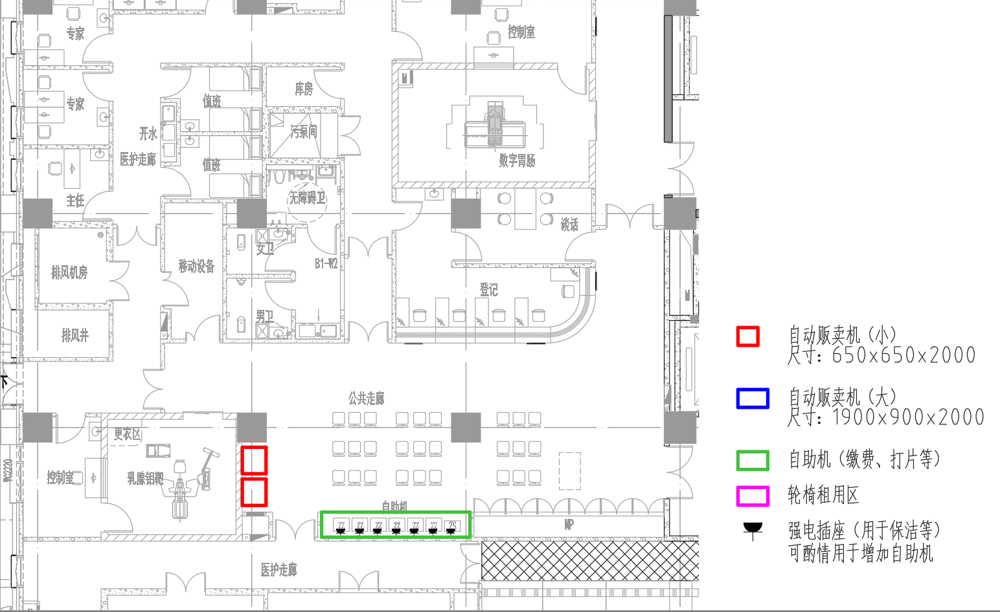 专家
控制室
M
库房
值班
专家
开水
污泵间
医护走廊
值班
数字胃肠
主任
无障碍卫
谈话
女卫
移动设备
B1-W2
排风机房
登记
M
男卫
排风井
下
公共走廊
更衣区
WC2220
控制室
乳腺钼靶
自助机
MP
医护走廊
自动贩卖机（小）
尺寸：650x650x2000
自动贩卖机（大）
尺寸：1900x900x2000
自助机（缴费、打片等）
轮椅租用区
强电插座（用于保洁等）
可酌情用于增加自助机